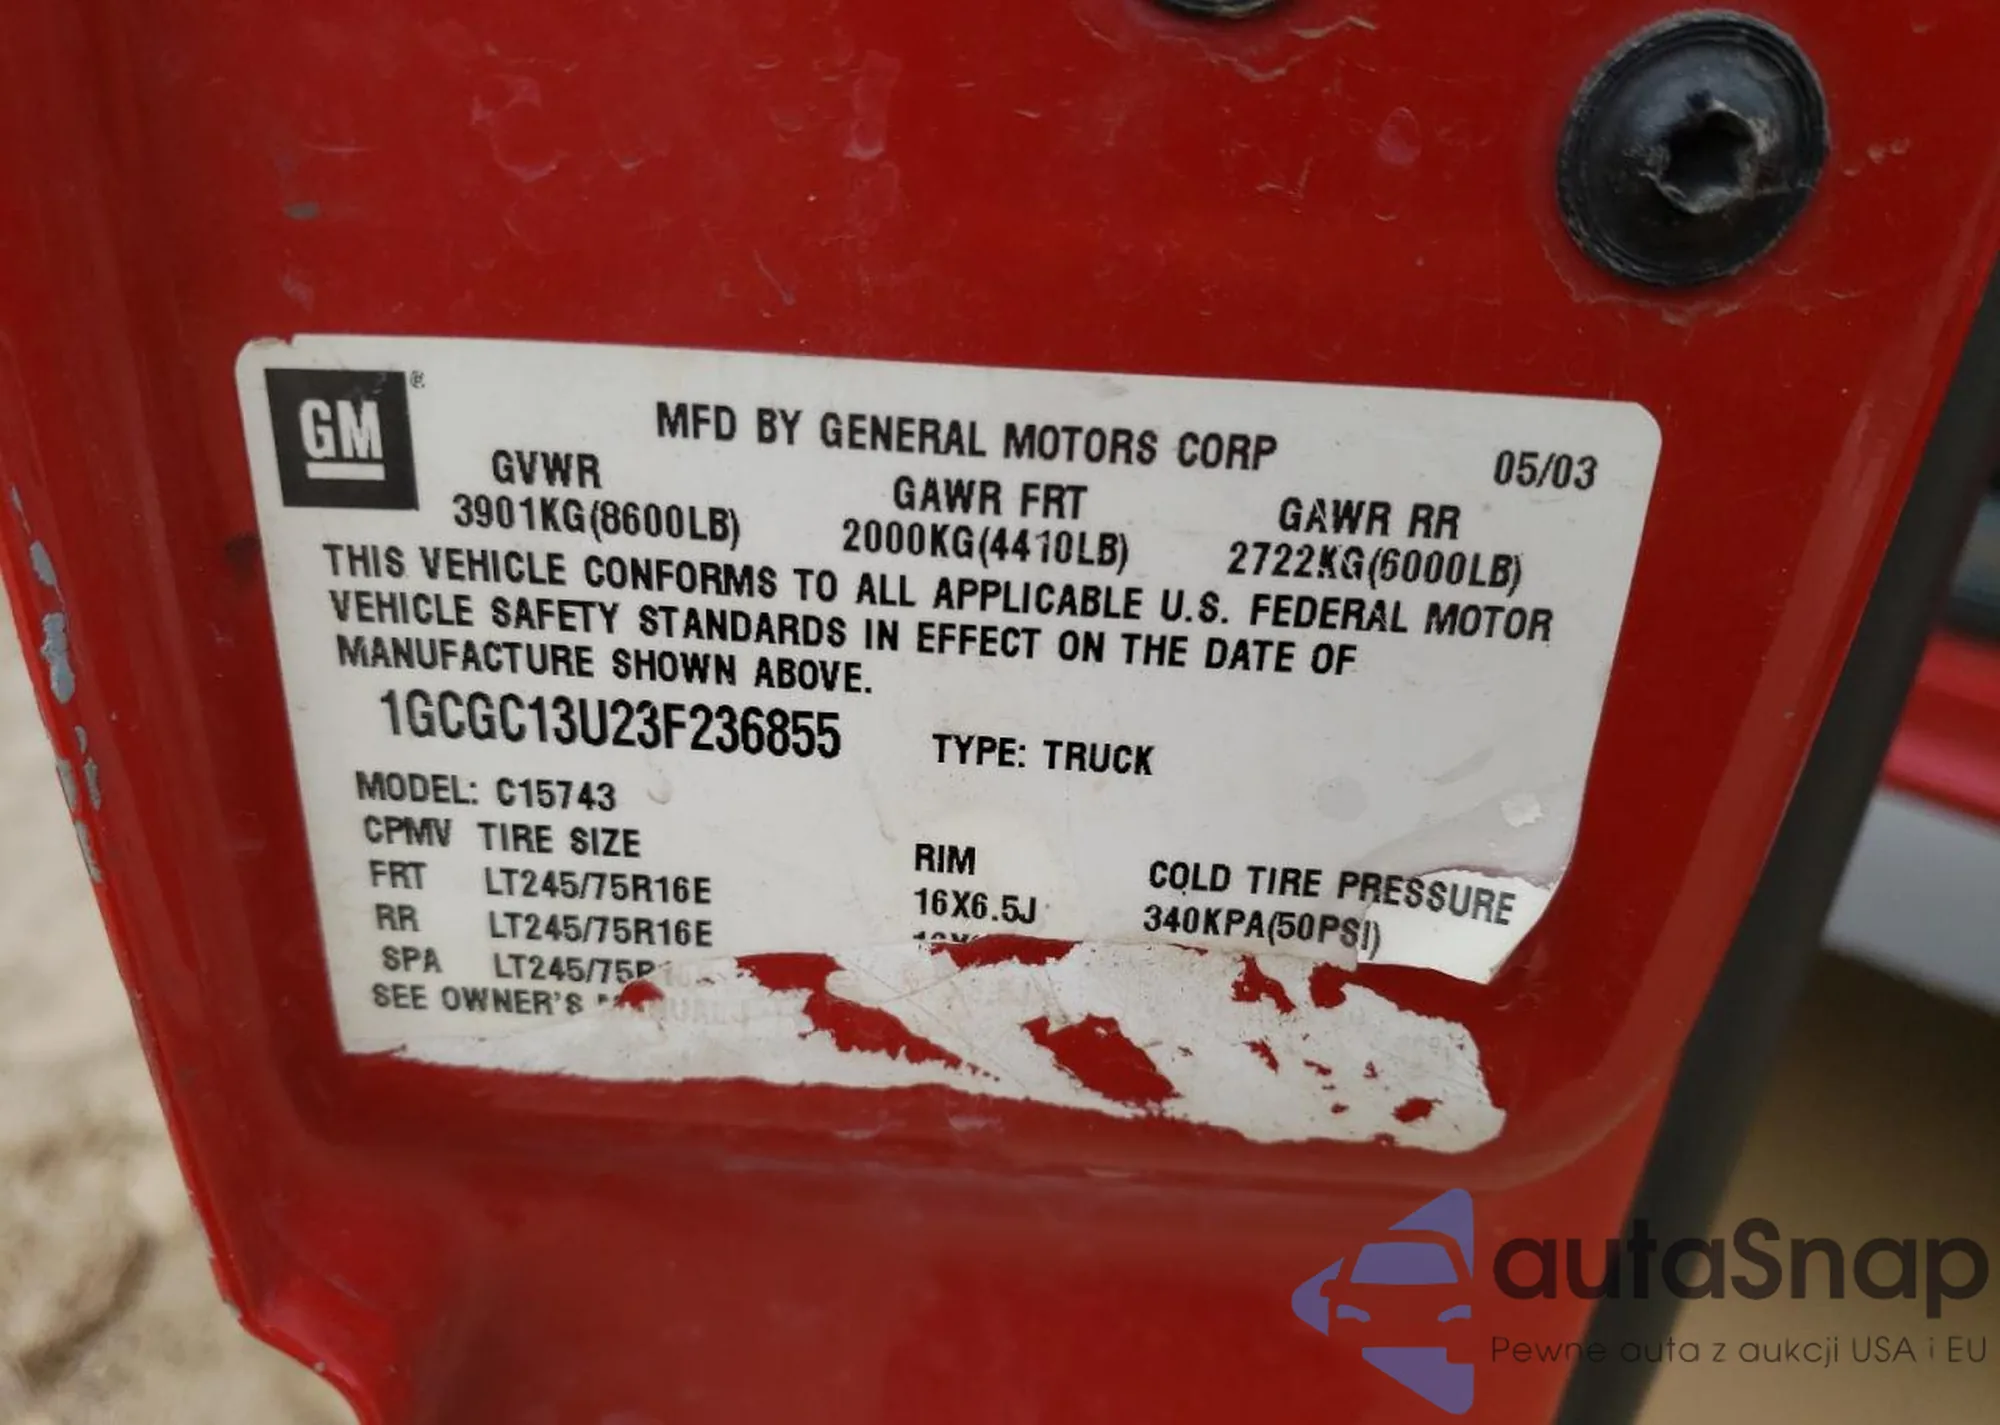 GM®
MFD BY GENERAL MOTORS CORP 05/03
GVWR GAWR FRT GAWR RR
3901KG(8600LB) 2000KG(4410LB) 2722KG(6000LB)
THIS VEHICLE CONFORMS TO ALL APPLICABLE U.S. FEDERAL MOTOR
VEHICLE SAFETY STANDARDS IN EFFECT ON THE DATE OF
MANUFACTURE SHOWN ABOVE.
1GCGC13U23F236855 TYPE: TRUCK
MODEL: C15743
CPMV TIRE SIZE RIM COLD TIRE PRESSURE
FRT LT245/75R16E 16X6.5J 340KPA(50PSI)
RR LT245/75R16E
SPA
SEE OWNER'S
autaSnap
Pewne auta z aukcji USA i EU